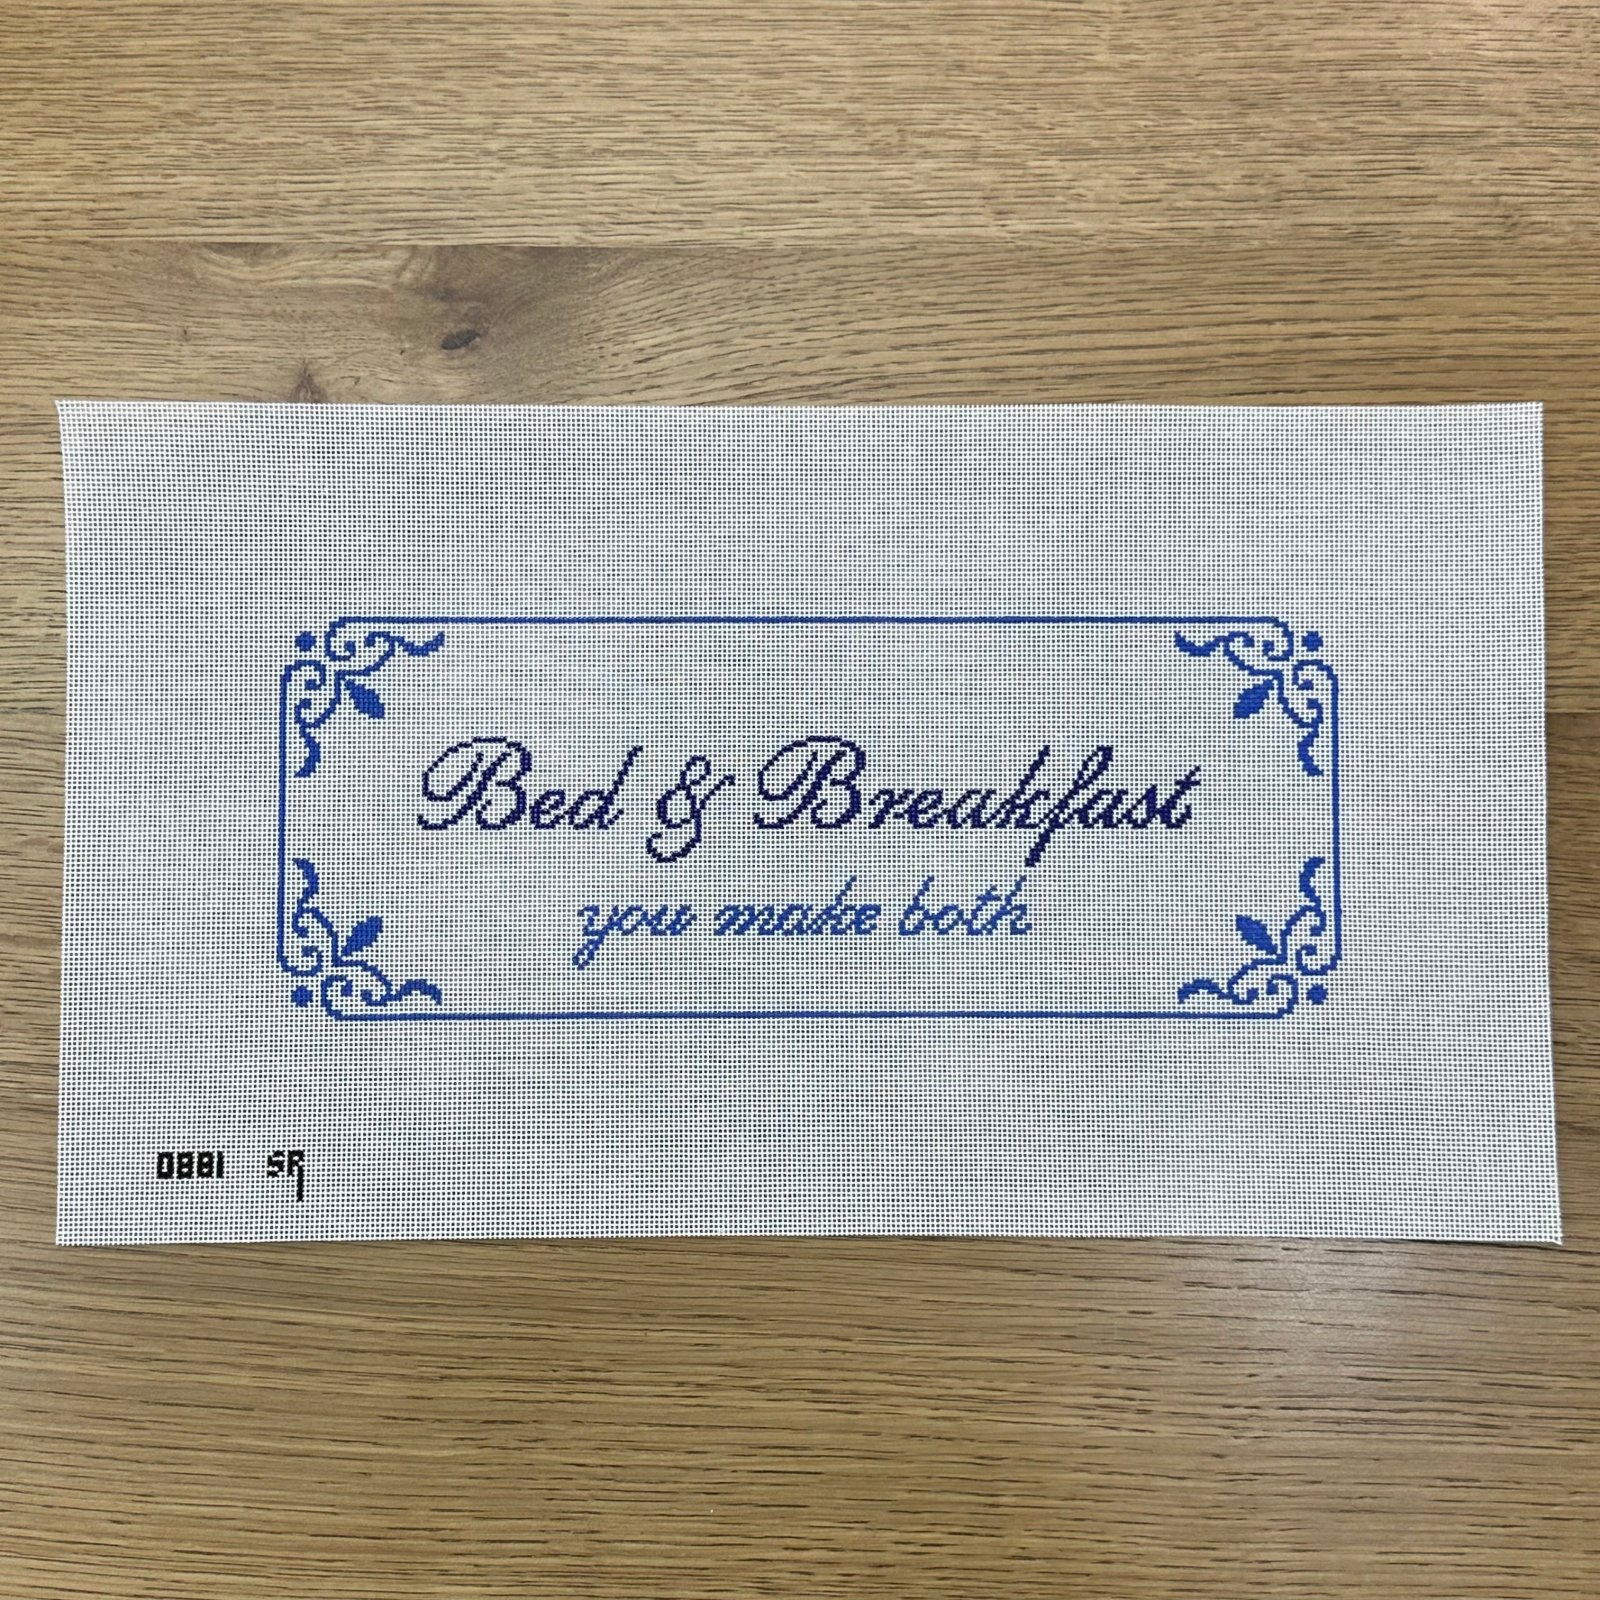 Bed & Breakfast
you make both
0881 SR